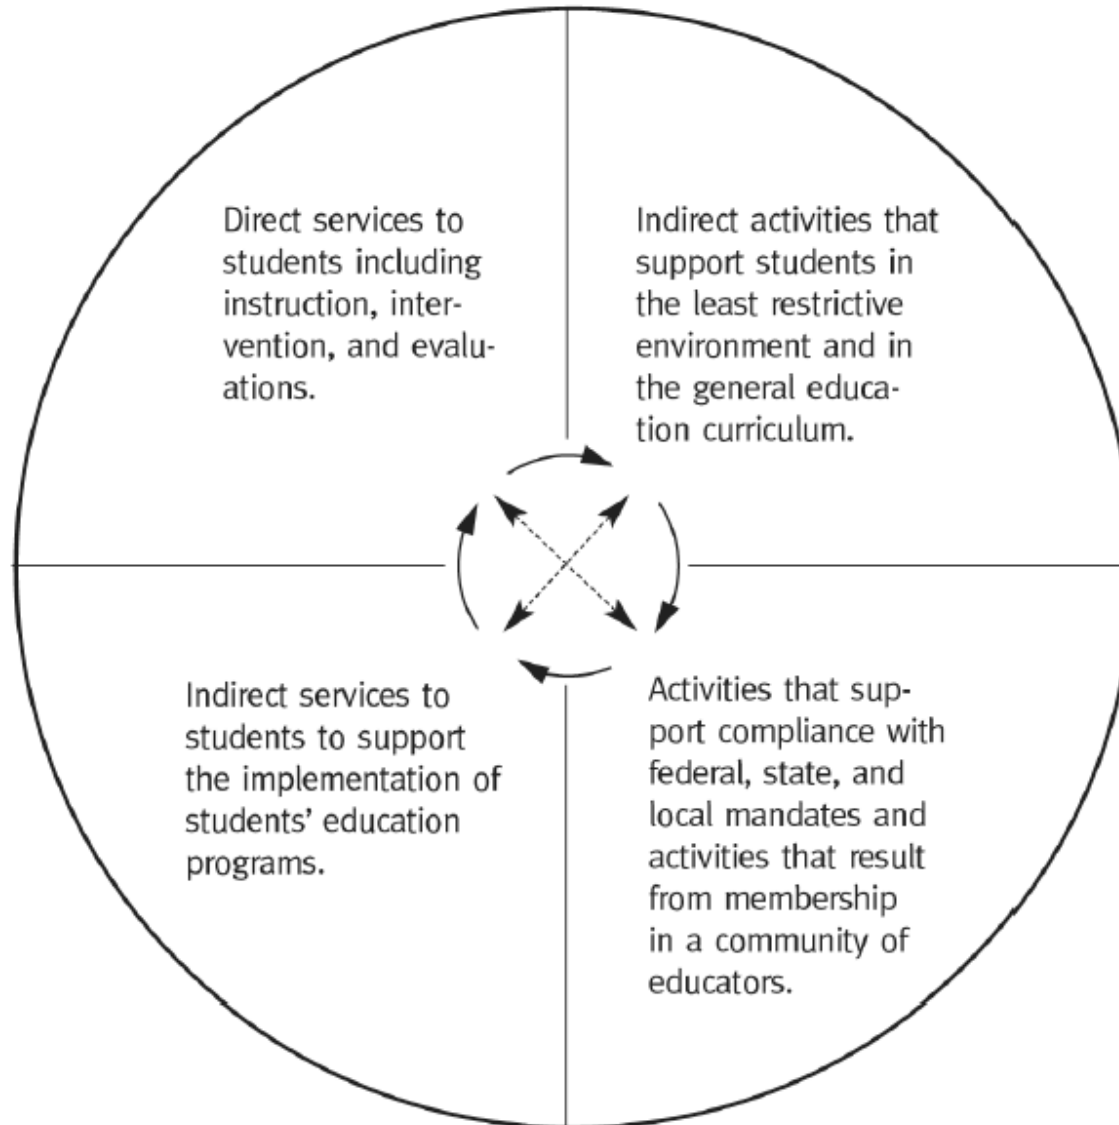 Direct services to
students including
instruction, inter-
vention, and evalu-
ations.
Indirect activities that
support students in
the least restrictive
environment and in
the general educa-
tion curriculum.
Indirect services to
students to support
the implementation of
students’ education
programs.
Activities that sup-
port compliance with
federal, state, and
local mandates and
activities that result
from membership
in a community of
educators.